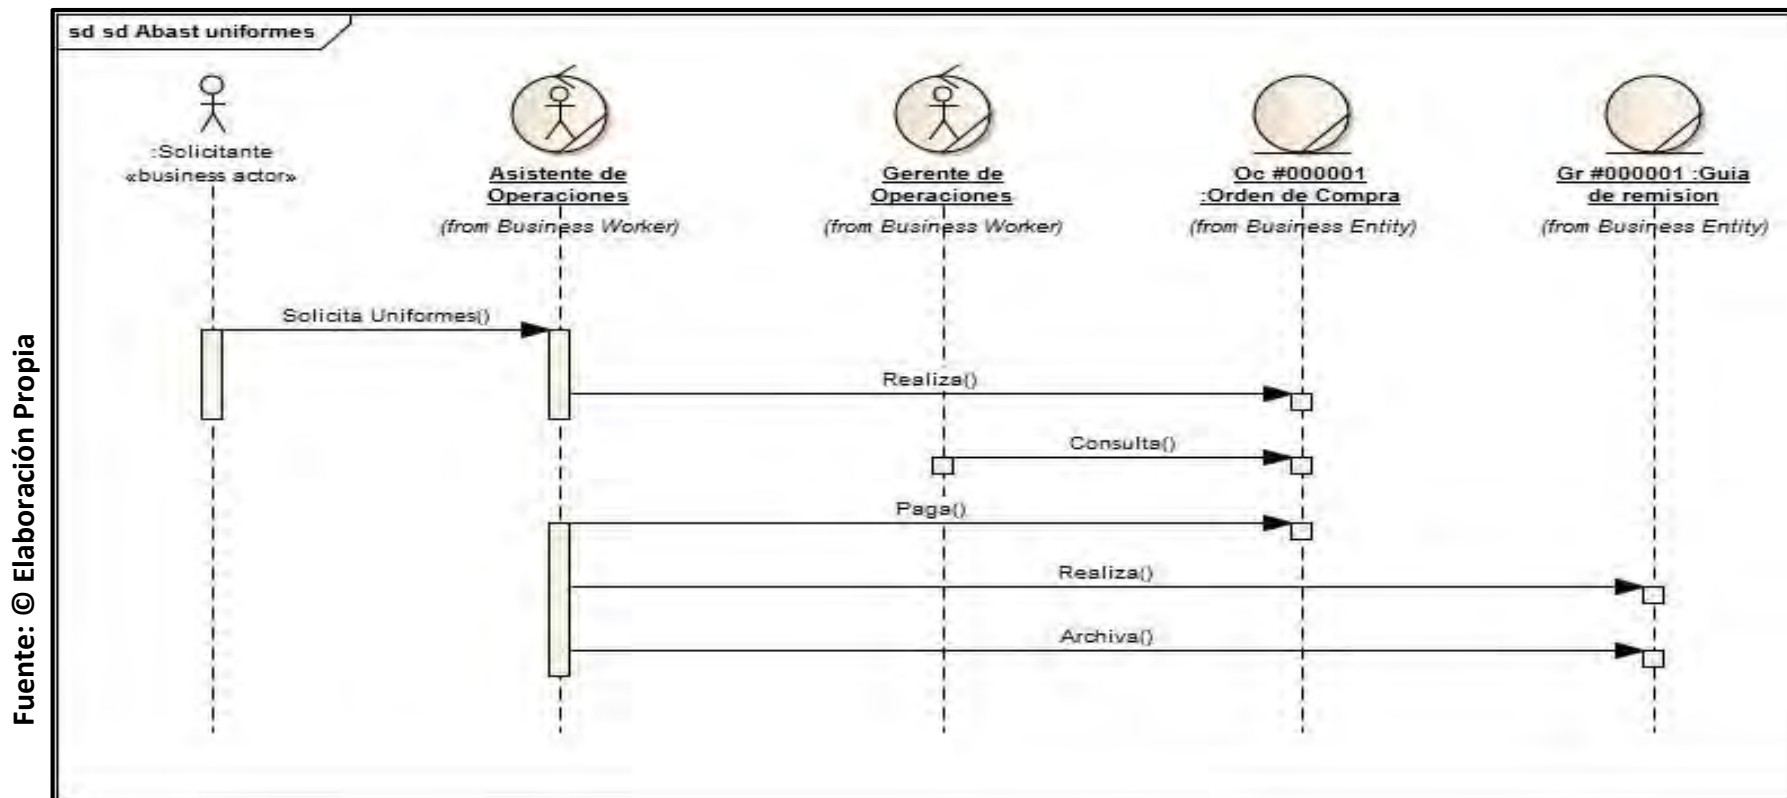 sd sd Abast uniformes
:Solicitante
«business actor»
Asistente de
Operaciones
(from Business Worker)
Gerente de
Operaciones
(from Business Worker)
Oc #000001
:Orden de Compra
(from Business Entity)
Gr #000001 :Guia
de remision
(from Business Entity)
Solicita Uniformes()
Realiza()
Consulta()
Paga()
Realiza()
Archiva()
Fuente: © Elaboración Propia